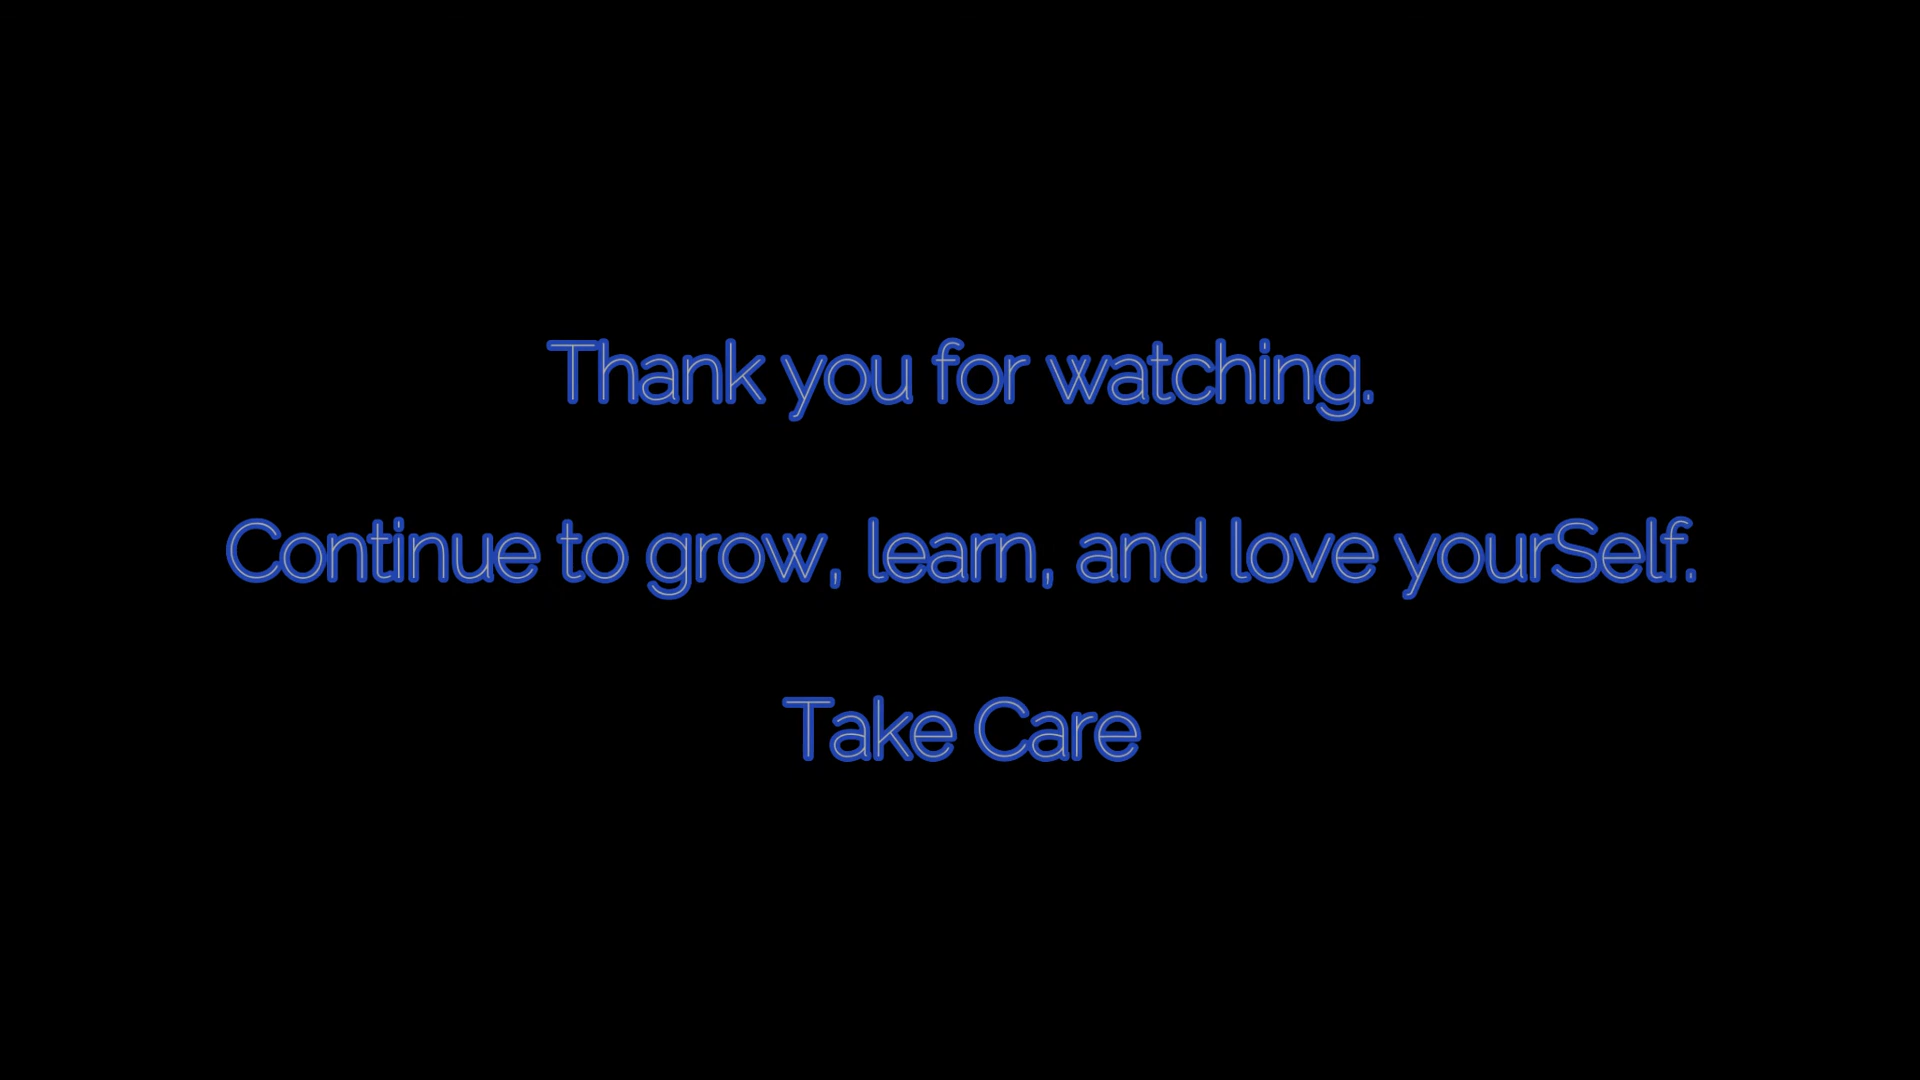 Thank you for watching.
Continue to grow, learn, and love yourSelf.
Take Care